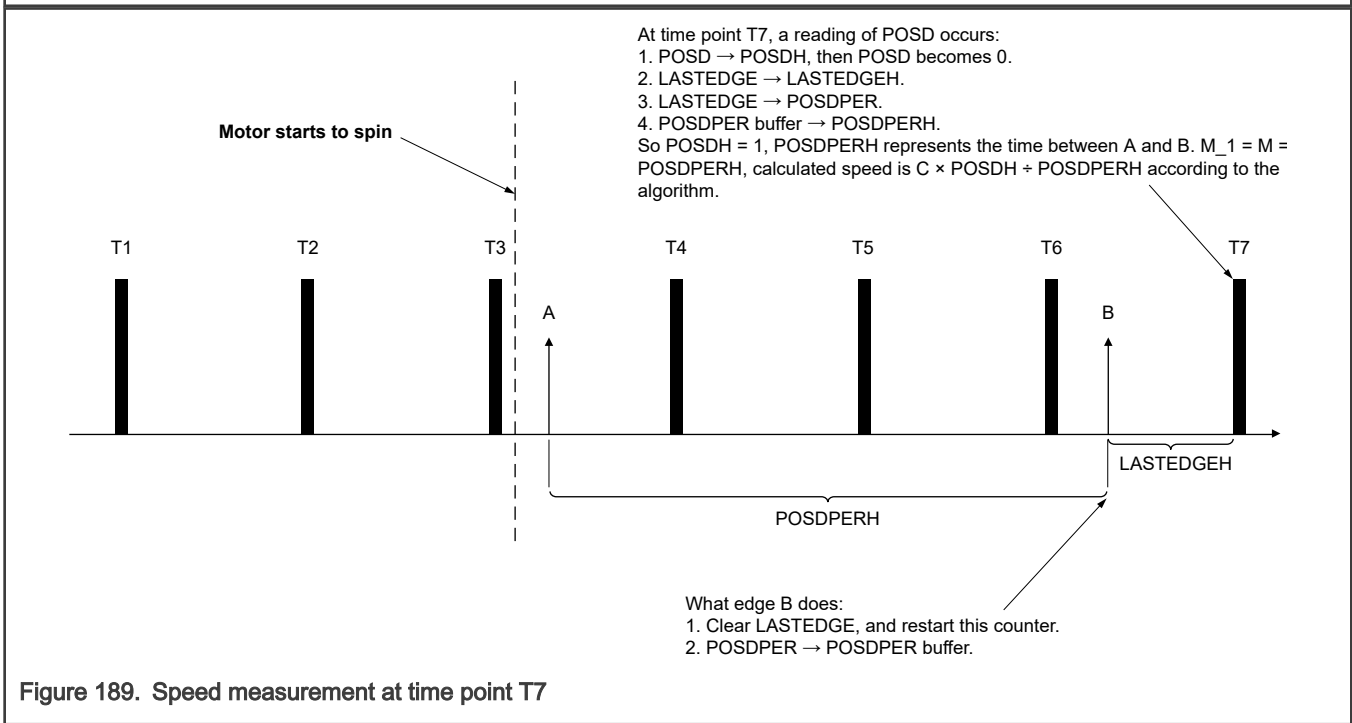 At time point T7, a reading of POSD occurs:
1. POSD → POSDH, then POSD becomes 0.
2. LASTEDGE → LASTEDGEH.
3. LASTEDGE → POSDPER.
4. POSDPER buffer → POSDPERH.
So POSDH = 1, POSDPERH represents the time between A and B. M_1 = M =
POSDPERH, calculated speed is C × POSDH ÷ POSDPERH according to the
algorithm.
Motor starts to spin
T1 T2 T3 T4 T5 T6 T7
A B
LASTEDGEH
POSDPERH
What edge B does:
1. Clear LASTEDGE, and restart this counter.
2. POSDPER → POSDPER buffer.
Figure 189. Speed measurement at time point T7